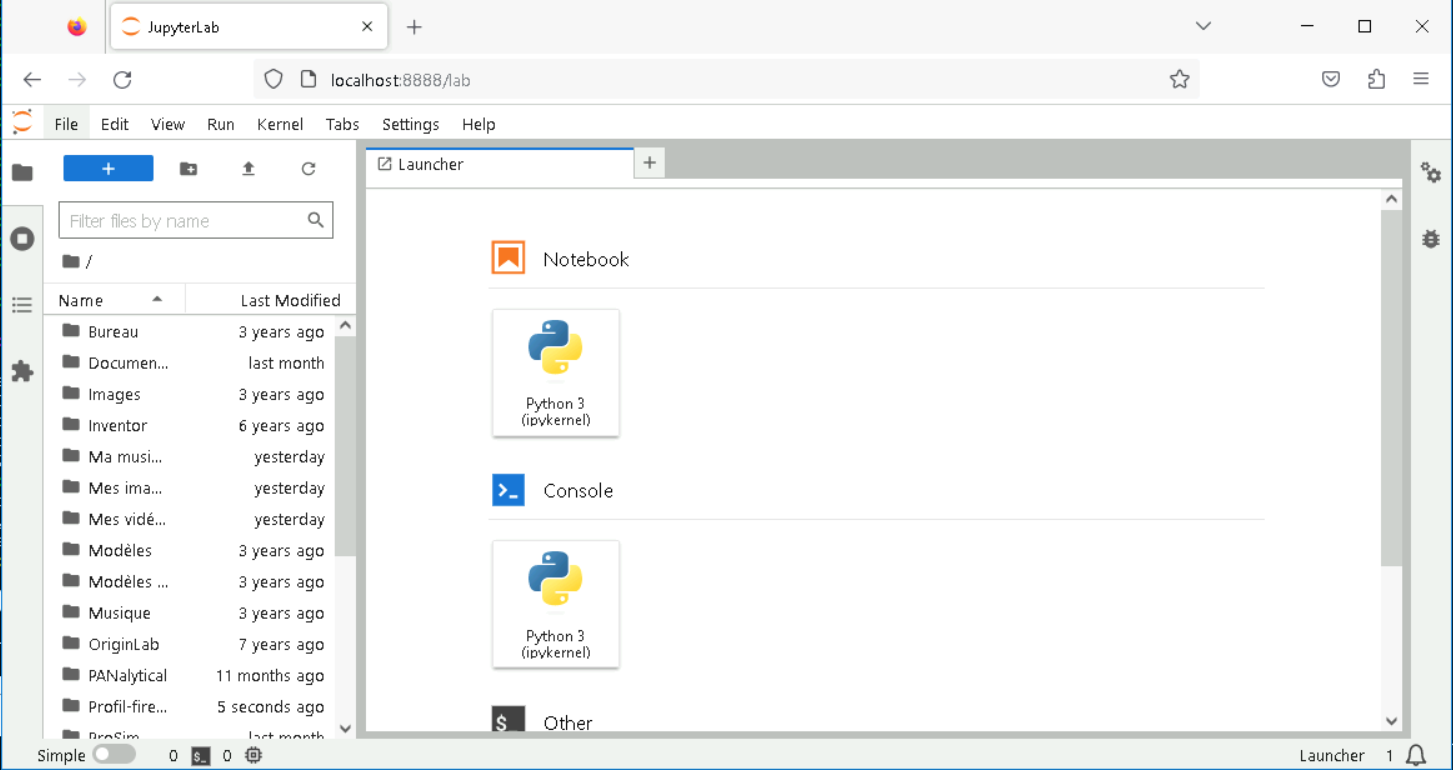 JupyterLab
localhost:8888/lab
File Edit View Run Kernel Tabs Settings Help
Launcher
Filter files by name
/
Name Last Modified
Bureau 3 years ago
Documen... last month
Images 3 years ago
Inventor 6 years ago
Ma musi... yesterday
Mes ima... yesterday
Mes vidé... yesterday
Modèles 3 years ago
Modèles ... 3 years ago
Musique 3 years ago
OriginLab 7 years ago
PANalytical 11 months ago
Profil-fire... 5 seconds ago
ProSim last month
Notebook
Python 3
(ipykernel)
Console
Python 3
(ipykernel)
$_ Other
Simple 0 $_ 0 Launcher 1